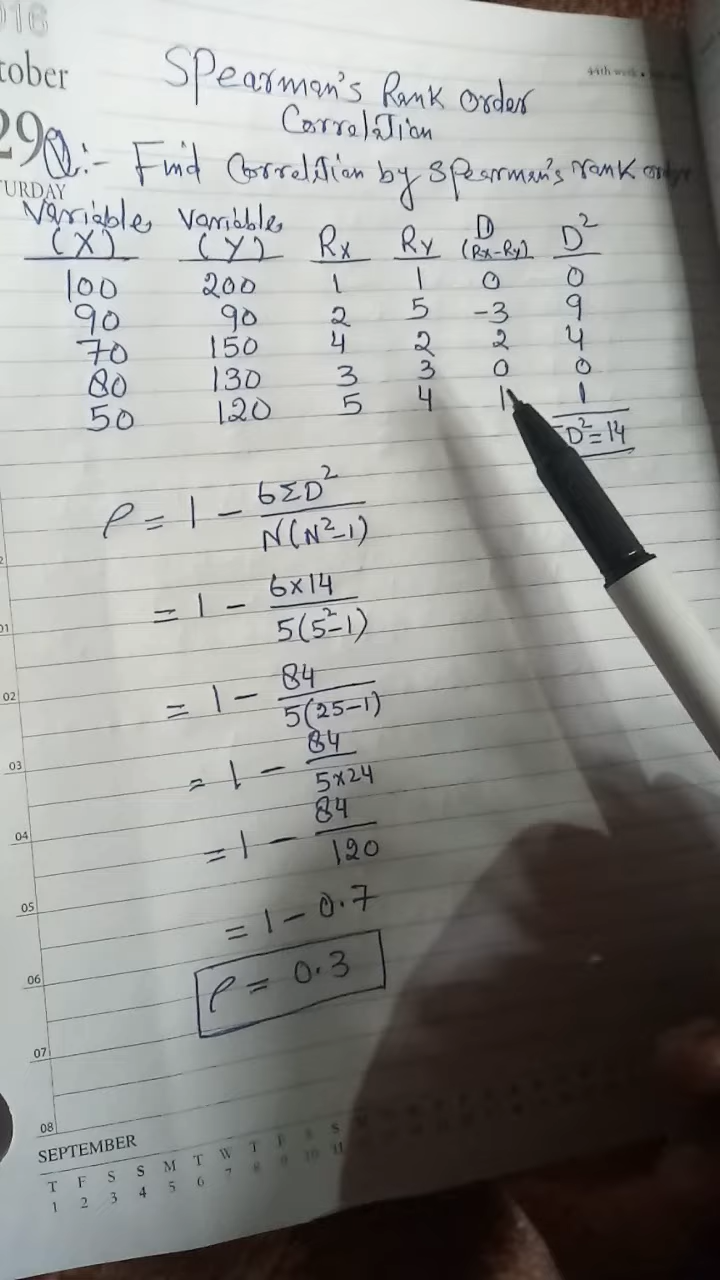 016
tober
Spearman's Rank Order
Correlation
29
Q:- Find Correlation by Spearman's rank order
URDAY
Variable Variable D
(X) (Y) Rx Ry (Rx-Ry) D²
100 200 1 1 0 0
90 90 2 5 -3 9
70 150 4 2 2 4
80 130 3 3 0 0
50 120 5 4 1 1
D²=14
ρ = 1 - 6ΣD² / N(N²-1)
= 1 - 6×14 / 5(5²-1)
= 1 - 84 / 5(25-1)
= 1 - 84 / 5×24
= 1 - 84 / 120
= 1 - 0.7
ρ = 0.3
01
02
03
04
05
06
07
08
SEPTEMBER
T F S S M T W T F S S
1 2 3 4 5 6 7 8 9 10 11